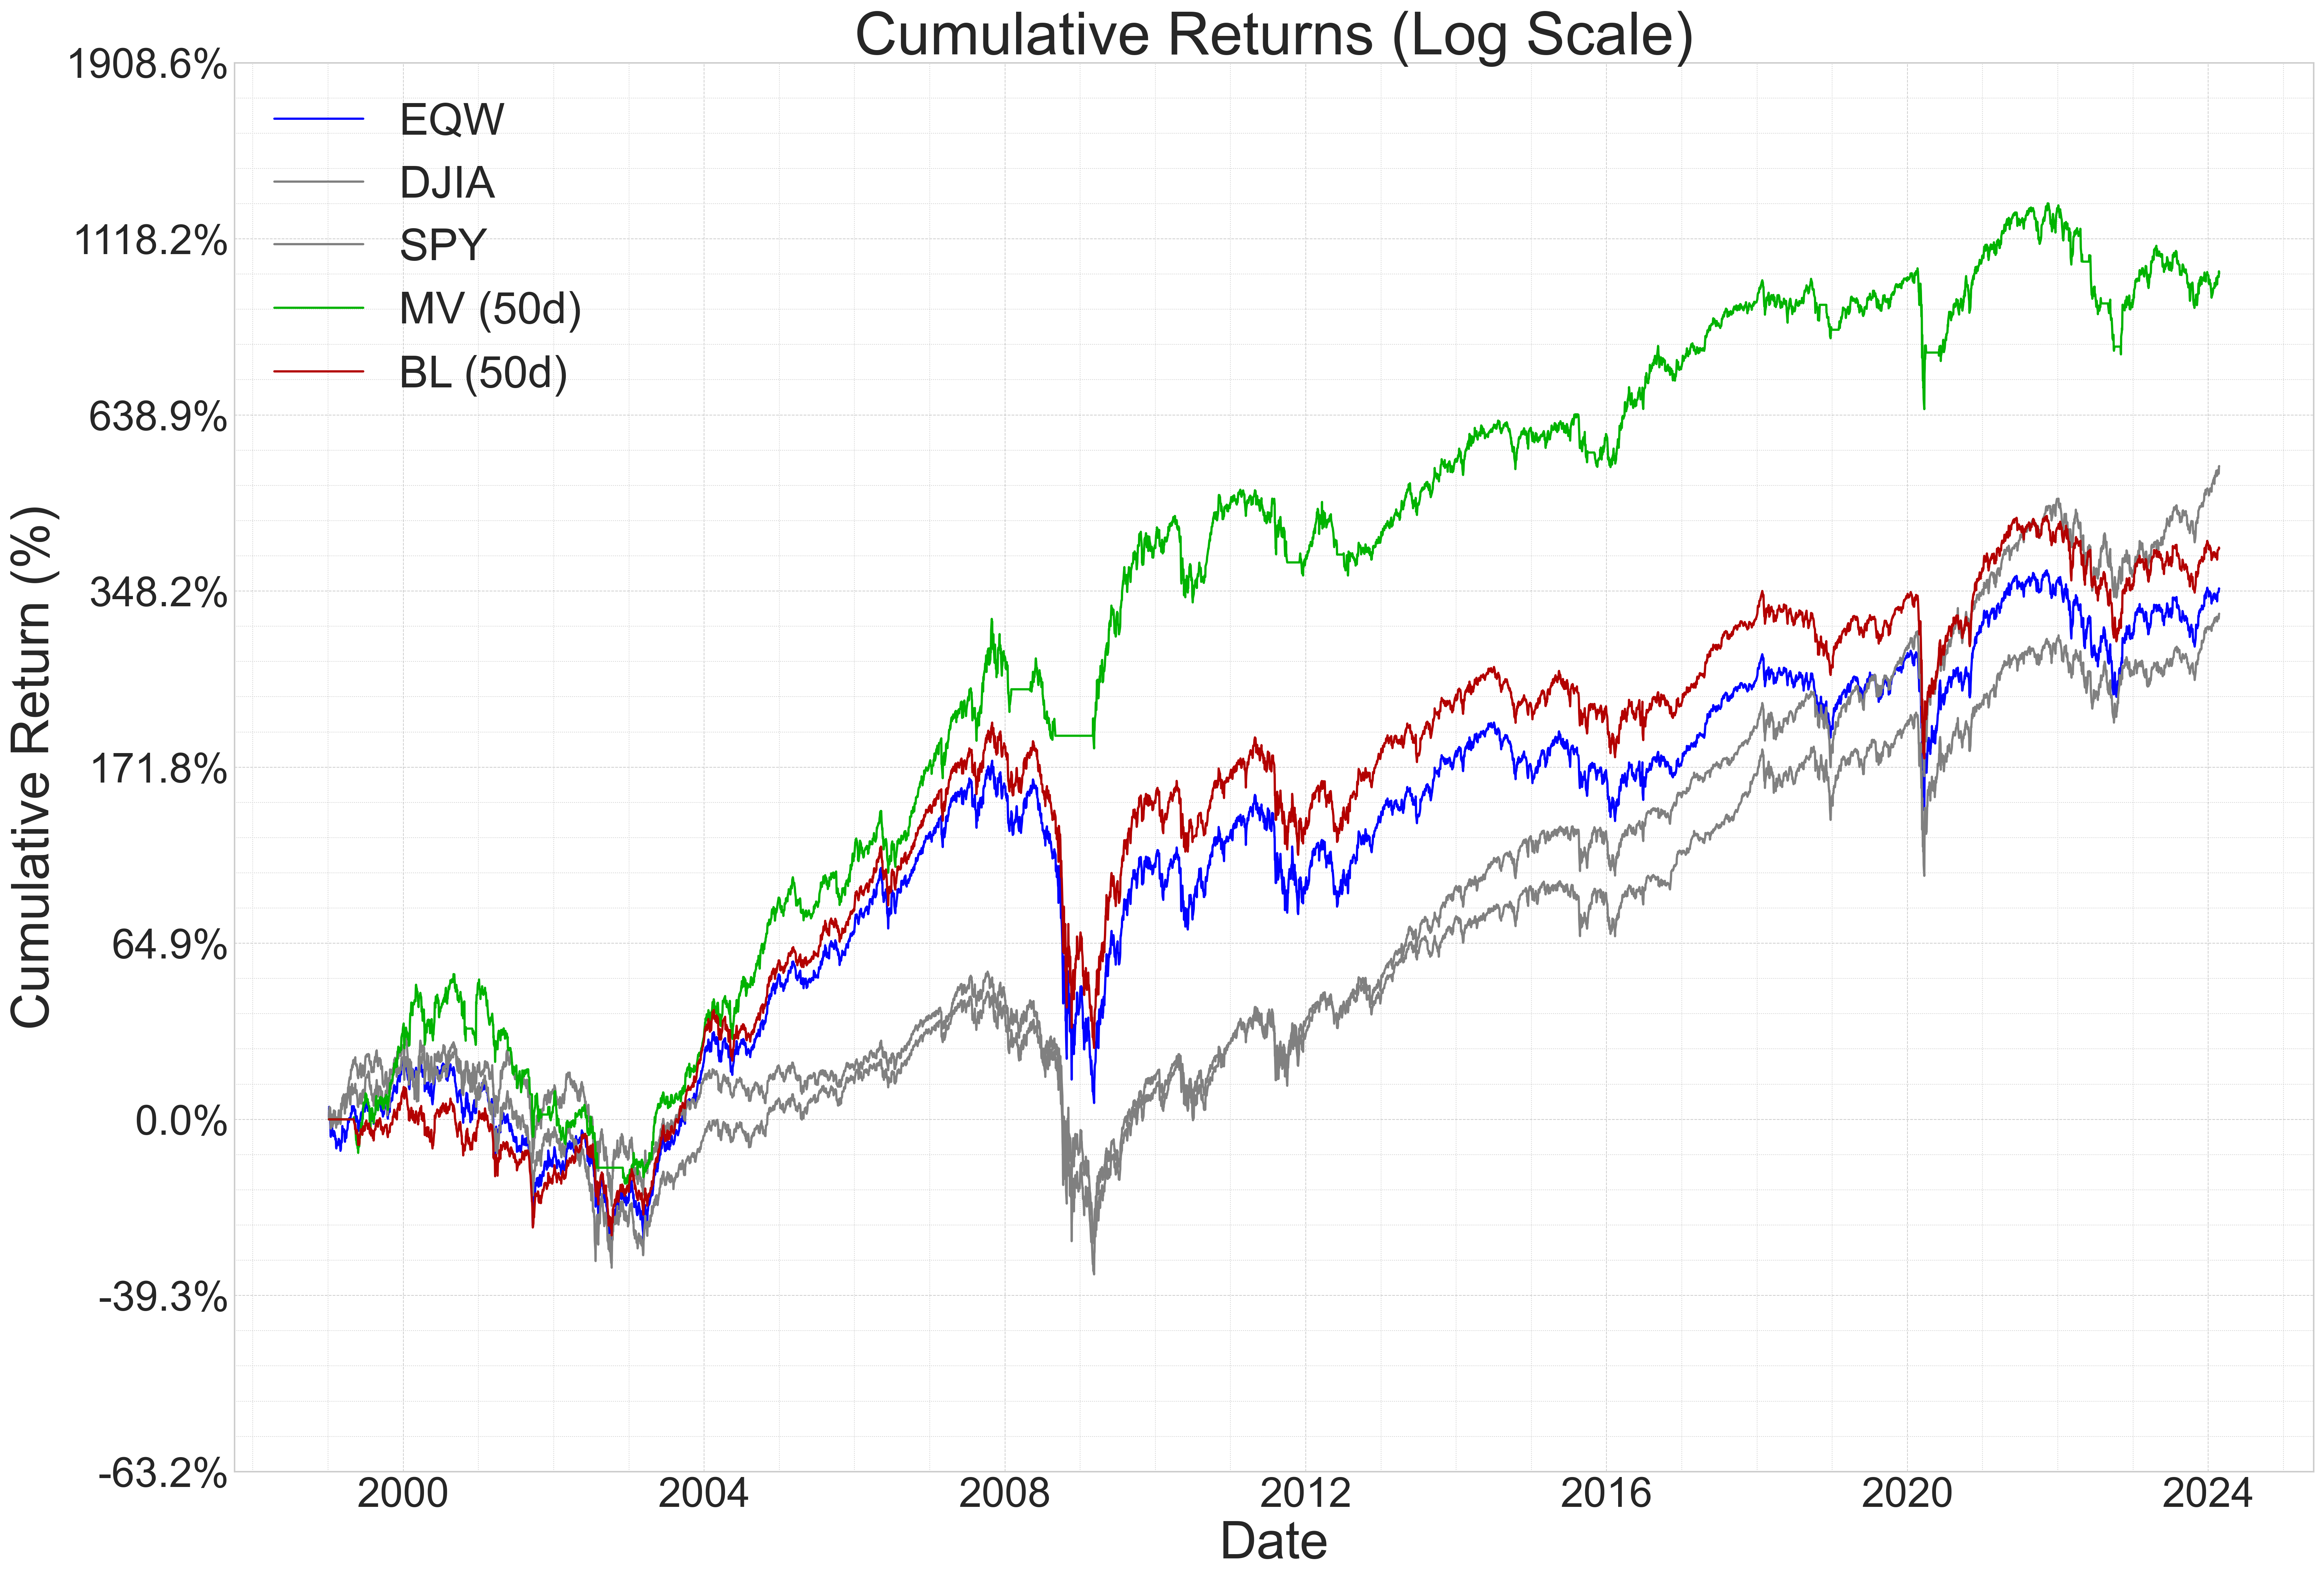 Cumulative Returns (Log Scale)
1908.6%
1118.2%
638.9%
348.2%
171.8%
64.9%
0.0%
-39.3%
-63.2%
Cumulative Return (%)
EQW
DJIA
SPY
MV (50d)
BL (50d)
2000 2004 2008 2012 2016 2020 2024
Date